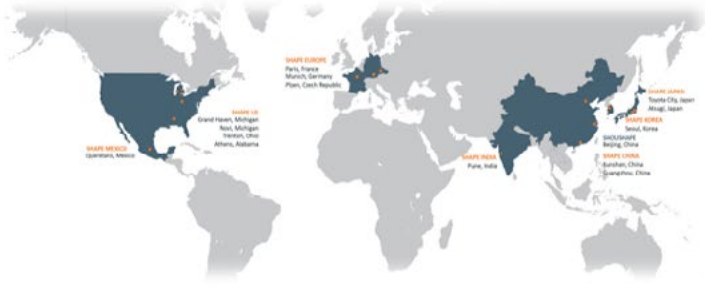 SHAPE EUROPE
Paris, France
Munich, Germany
Plzen, Czech Republic
SHAPE US
Grand Haven, Michigan
Novi, Michigan
Trenton, Ohio
Athens, Alabama
SHAPE MEXICO
Querétaro, Mexico
SHAPE JAPAN
Toyota City, Japan
Atsugi, Japan
SHAPE KOREA
Seoul, Korea
SHOUSHAPE
Beijing, China
SHAPE CHINA
Kunshan, China
Guangzhou, China
SHAPE INDIA
Pune, India